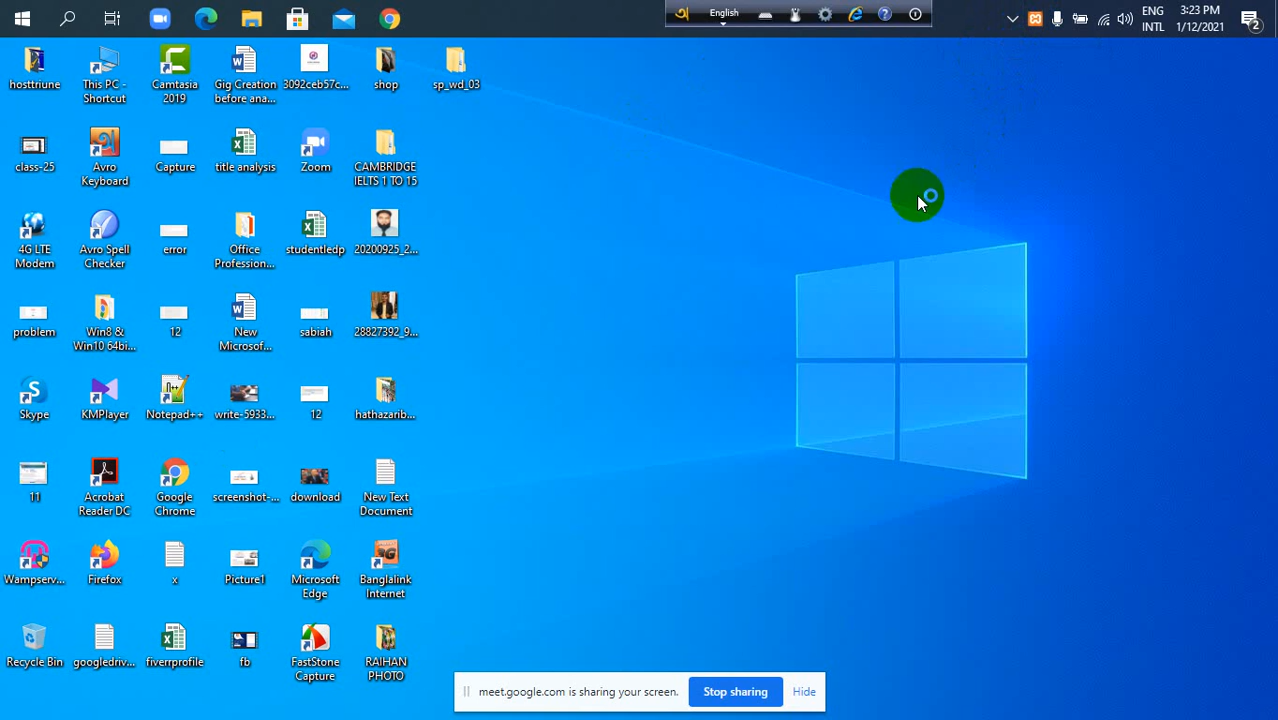 English
ENG
INTL
3:23 PM
1/12/2021
2
hosttriune
This PC -
Shortcut
Camtasia
2019
Gig Creation
before ana...
3092ceb57c...
shop
sp_wd_03
class-25
Avro
Keyboard
Capture
title analysis
Zoom
CAMBRIDGE
IELTS 1 TO 15
4G LTE
Modem
Avro Spell
Checker
error
Office
Profession...
studentledp
20200925_2...
problem
Win8 &
Win10 64bi...
12
New
Microsof...
sabiah
28827392_9...
Skype
KMPlayer
Notepad++
write-5933...
12
hathazarib...
11
Acrobat
Reader DC
Google
Chrome
screenshot-...
download
New Text
Document
Wampserv...
Firefox
x
Picture1
Microsoft
Edge
Banglalink
Internet
Recycle Bin
googledriv...
fiverrprofile
fb
FastStone
Capture
RAIHAN
PHOTO
meet.google.com is sharing your screen.
Stop sharing
Hide